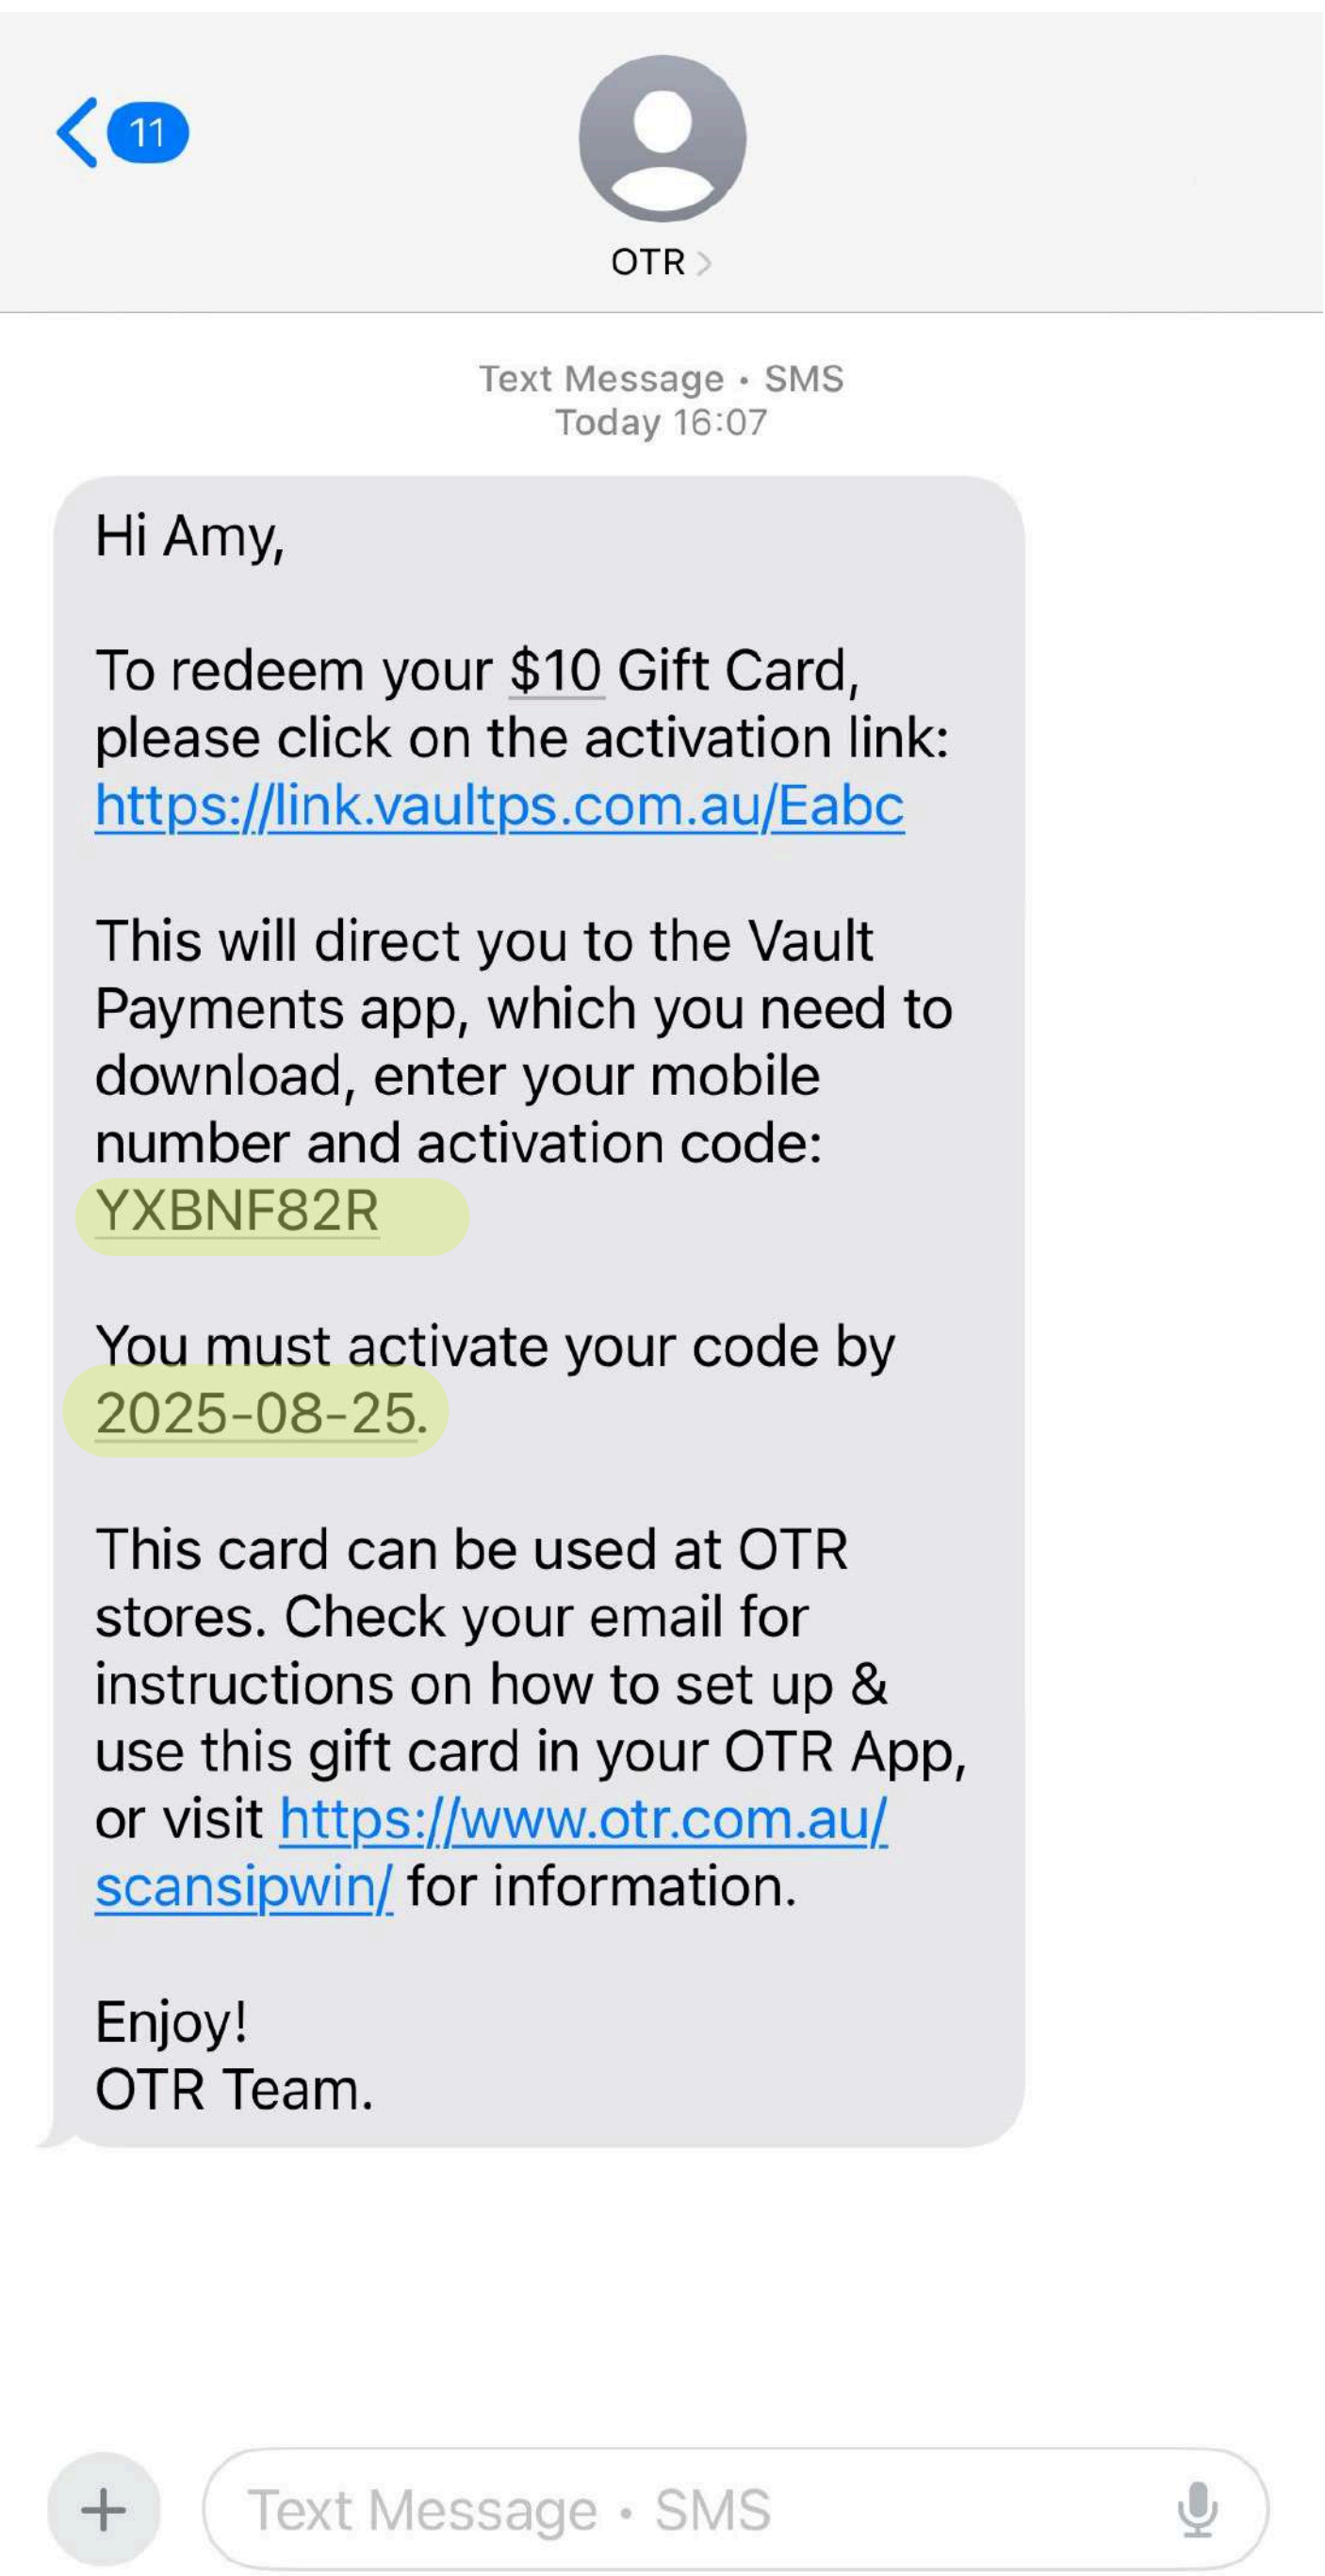 11
OTR
Text Message • SMS
Today 16:07
Hi Amy,
To redeem your $10 Gift Card,
please click on the activation link:
https://link.vaultps.com.au/Eabc
This will direct you to the Vault
Payments app, which you need to
download, enter your mobile
number and activation code:
YXBNF82R
You must activate your code by
2025-08-25.
This card can be used at OTR
stores. Check your email for
instructions on how to set up &
use this gift card in your OTR App,
or visit https://www.otr.com.au/
scansipwin/ for information.
Enjoy!
OTR Team.
Text Message • SMS